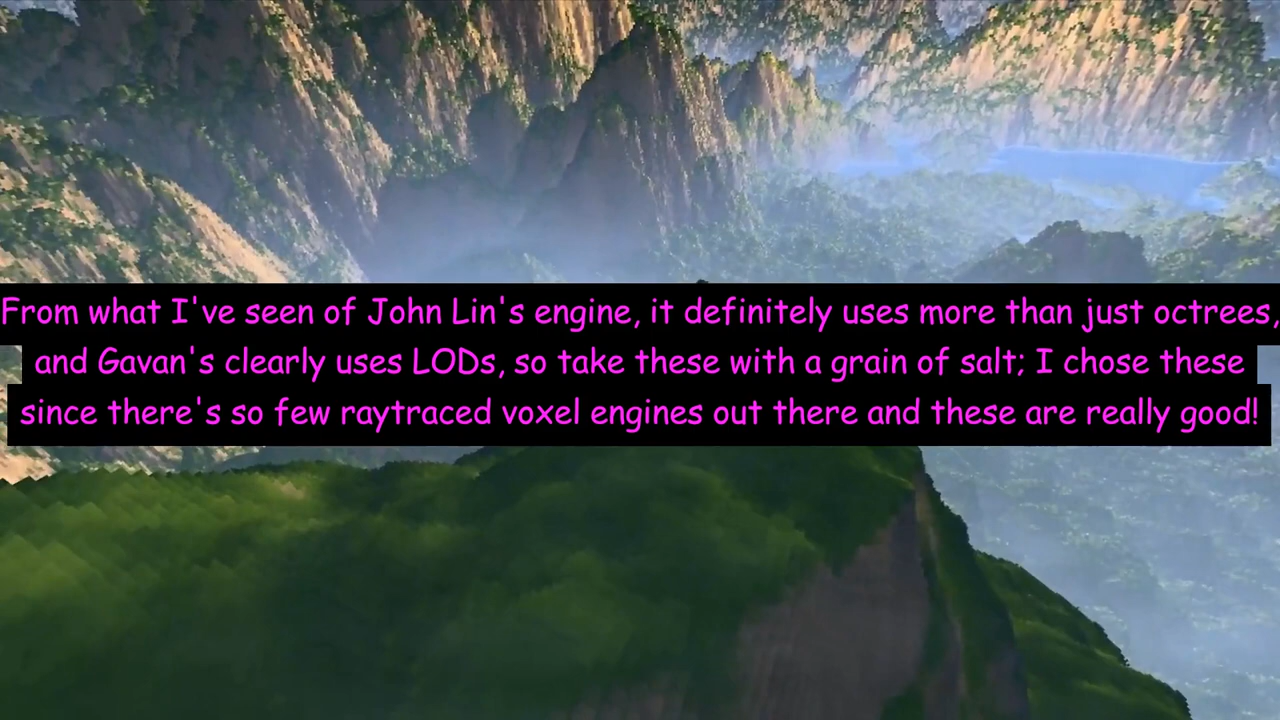 From what I've seen of John Lin's engine, it definitely uses more than just octrees,
and Gavan's clearly uses LODs, so take these with a grain of salt; I chose these
since there's so few raytraced voxel engines out there and these are really good!